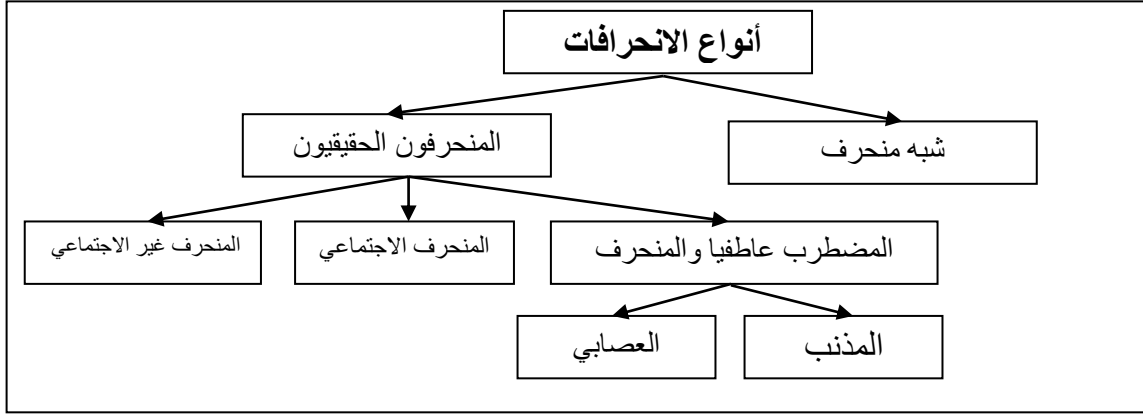 أنواع الانحرافات
شبه منحرف
المنحرفون الحقيقيون
المضطرب عاطفيا والمنحرف
المنحرف الاجتماعي
المنحرف غير الاجتماعي
المذنب
العصابي